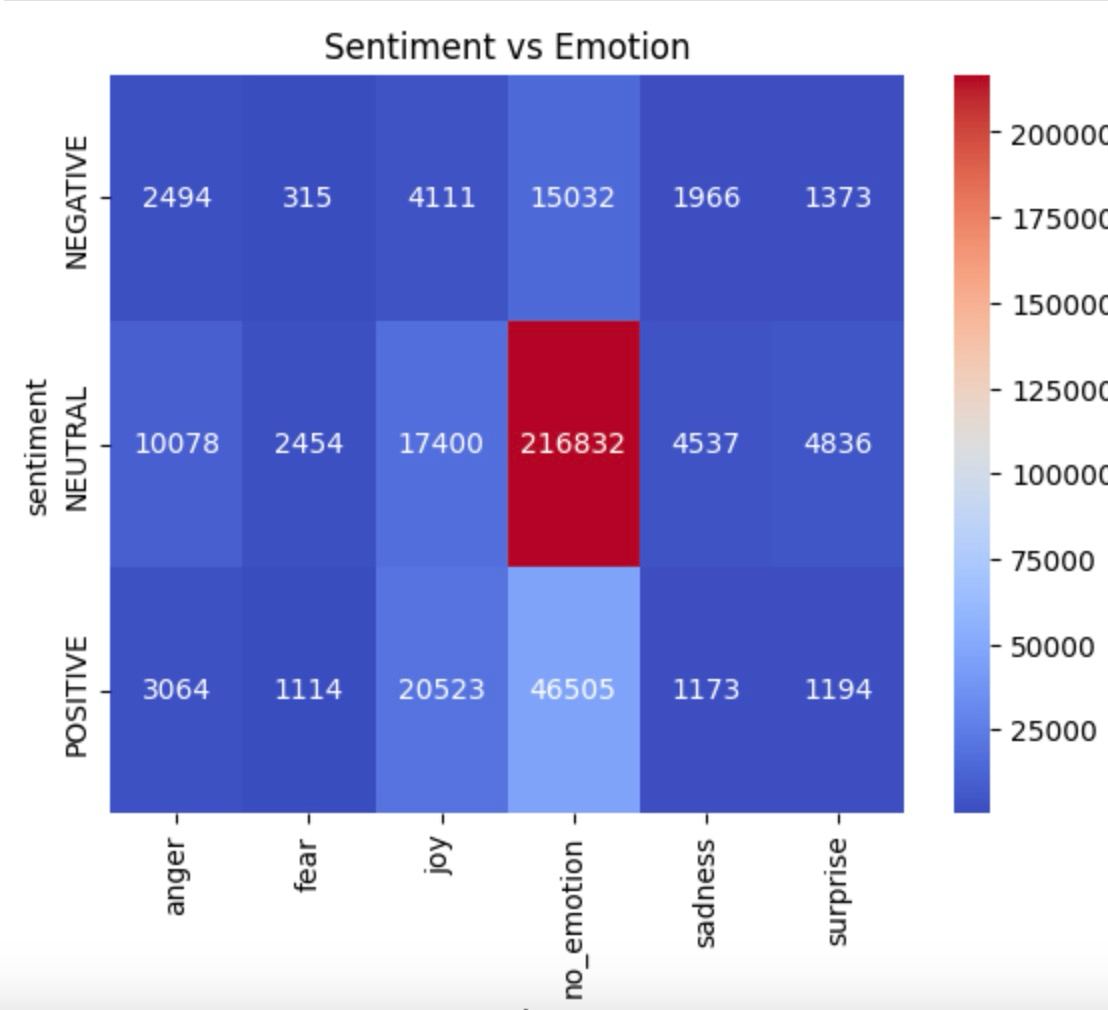 Sentiment vs Emotion
sentiment
NEGATIVE
2494 315 4111 15032 1966 1373
NEUTRAL
10078 2454 17400 216832 4537 4836
POSITIVE
3064 1114 20523 46505 1173 1194
anger fear joy no_emotion sadness surprise
200000
175000
150000
125000
100000
75000
50000
25000